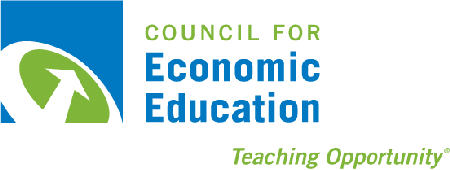 COUNCIL FOR
Economic
Education
Teaching Opportunity®